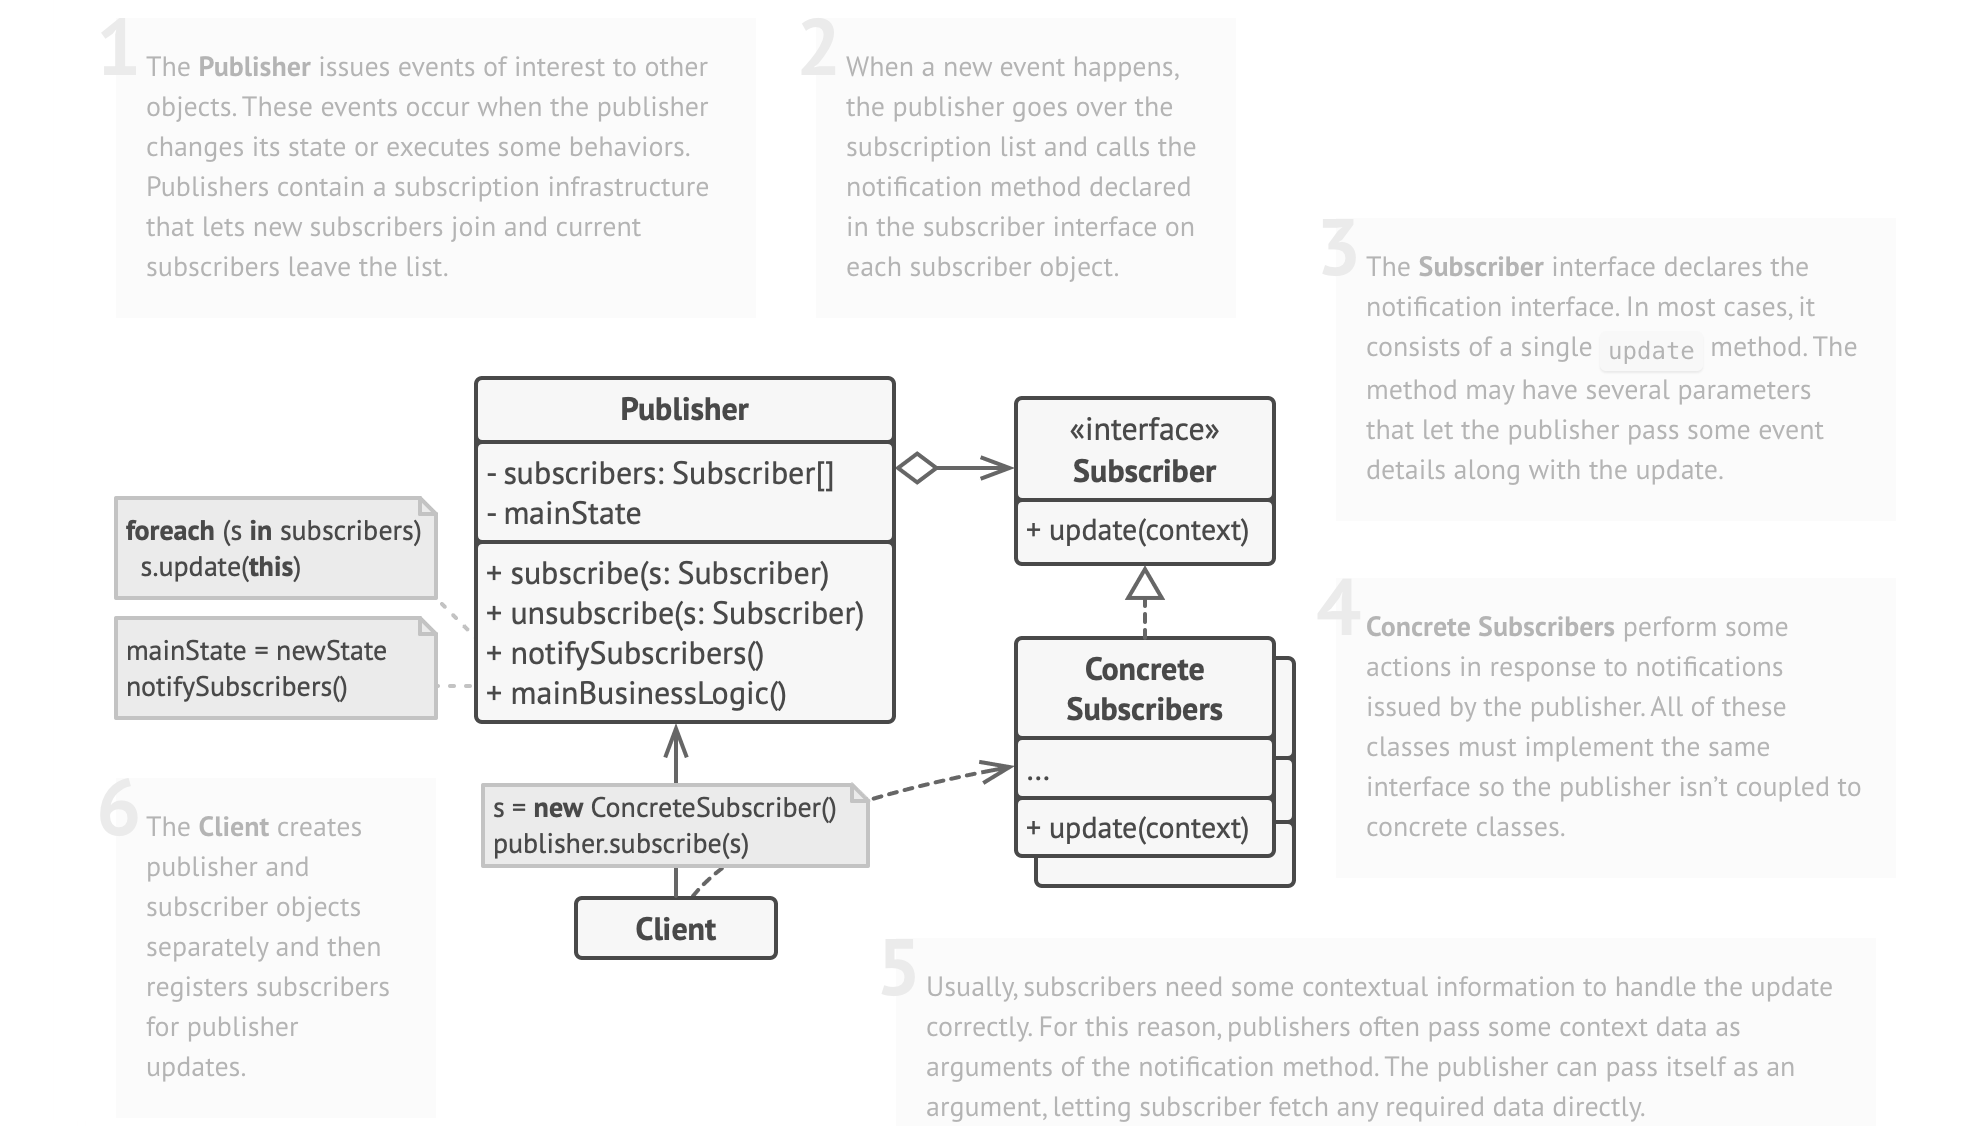 1
The Publisher issues events of interest to other
objects. These events occur when the publisher
changes its state or executes some behaviors.
Publishers contain a subscription infrastructure
that lets new subscribers join and current
subscribers leave the list.
2
When a new event happens,
the publisher goes over the
subscription list and calls the
notification method declared
in the subscriber interface on
each subscriber object.
3
The Subscriber interface declares the
notification interface. In most cases, it
consists of a single update method. The
method may have several parameters
that let the publisher pass some event
details along with the update.
Publisher
- subscribers: Subscriber[]
- mainState
+ subscribe(s: Subscriber)
+ unsubscribe(s: Subscriber)
+ notifySubscribers()
+ mainBusinessLogic()
«interface»
Subscriber
+ update(context)
foreach (s in subscribers)
s.update(this)
mainState = newState
notifySubscribers()
4
Concrete Subscribers perform some
actions in response to notifications
issued by the publisher. All of these
classes must implement the same
interface so the publisher isn't coupled to
concrete classes.
Concrete
Subscribers
...
+ update(context)
s = new ConcreteSubscriber()
publisher.subscribe(s)
Client
6
The Client creates
publisher and
subscriber objects
separately and then
registers subscribers
for publisher
updates.
5
Usually, subscribers need some contextual information to handle the update
correctly. For this reason, publishers often pass some context data as
arguments of the notification method. The publisher can pass itself as an
argument, letting subscriber fetch any required data directly.